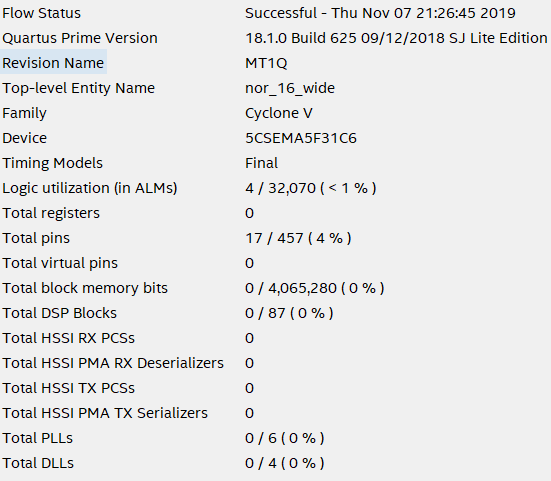 Flow Status Successful - Thu Nov 07 21:26:45 2019
Quartus Prime Version 18.1.0 Build 625 09/12/2018 SJ Lite Edition
Revision Name MT1Q
Top-level Entity Name nor_16_wide
Family Cyclone V
Device 5CSEMA5F31C6
Timing Models Final
Logic utilization (in ALMs) 4 / 32,070 ( < 1 % )
Total registers 0
Total pins 17 / 457 ( 4 % )
Total virtual pins 0
Total block memory bits 0 / 4,065,280 ( 0 % )
Total DSP Blocks 0 / 87 ( 0 % )
Total HSSI RX PCSs 0
Total HSSI PMA RX Deserializers 0
Total HSSI TX PCSs 0
Total HSSI PMA TX Serializers 0
Total PLLs 0 / 6 ( 0 % )
Total DLLs 0 / 4 ( 0 % )